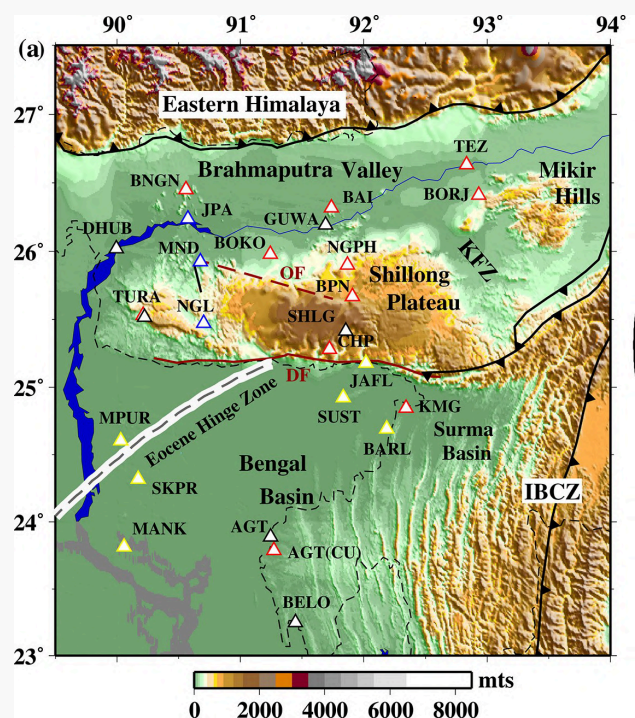 90° 91° 92° 93° 94°
(a)
Eastern Himalaya
27°
TEZ
Brahmaputra Valley
Mikir
Hills
BNGN
BAI
BORJ
JPA
GUWA
DHUB
MND
BOKO
NGPH
KFZ
26°
OF
Shillong
Plateau
BPN
TURA
NGL
SHLG
CHP
DF
JAFL
25°
KMG
SUST
MPUR
Eocene Hinge Zone
BARL
Surma
Basin
Bengal
Basin
SKPR
IBCZ
24°
MANK
AGT
AGT(CU)
BELO
23°
mts
0 2000 4000 6000 8000